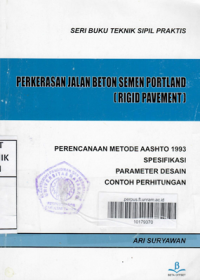 SERI BUKU TEKNIK SIPIL PRAKTIS
PERKERASAN JALAN BETON SEMEN PORTLAND
(RIGID PAVEMENT)
PERENCANAAN METODE AASHTO 1993
SPESIFIKASI
PARAMETER DESAIN
CONTOH PERHITUNGAN
ARI SURYAWAN